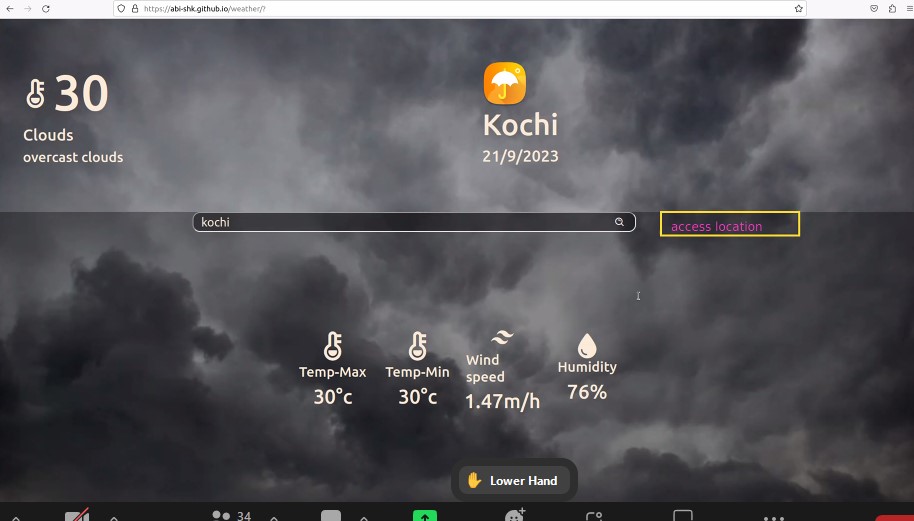 https://abi-shk.github.io/weather/?
30
Clouds
overcast clouds
Kochi
21/9/2023
kochi
access location
Temp-Max
30°c
Temp-Min
30°c
Wind
speed
1.47m/h
Humidity
76%
Lower Hand
34